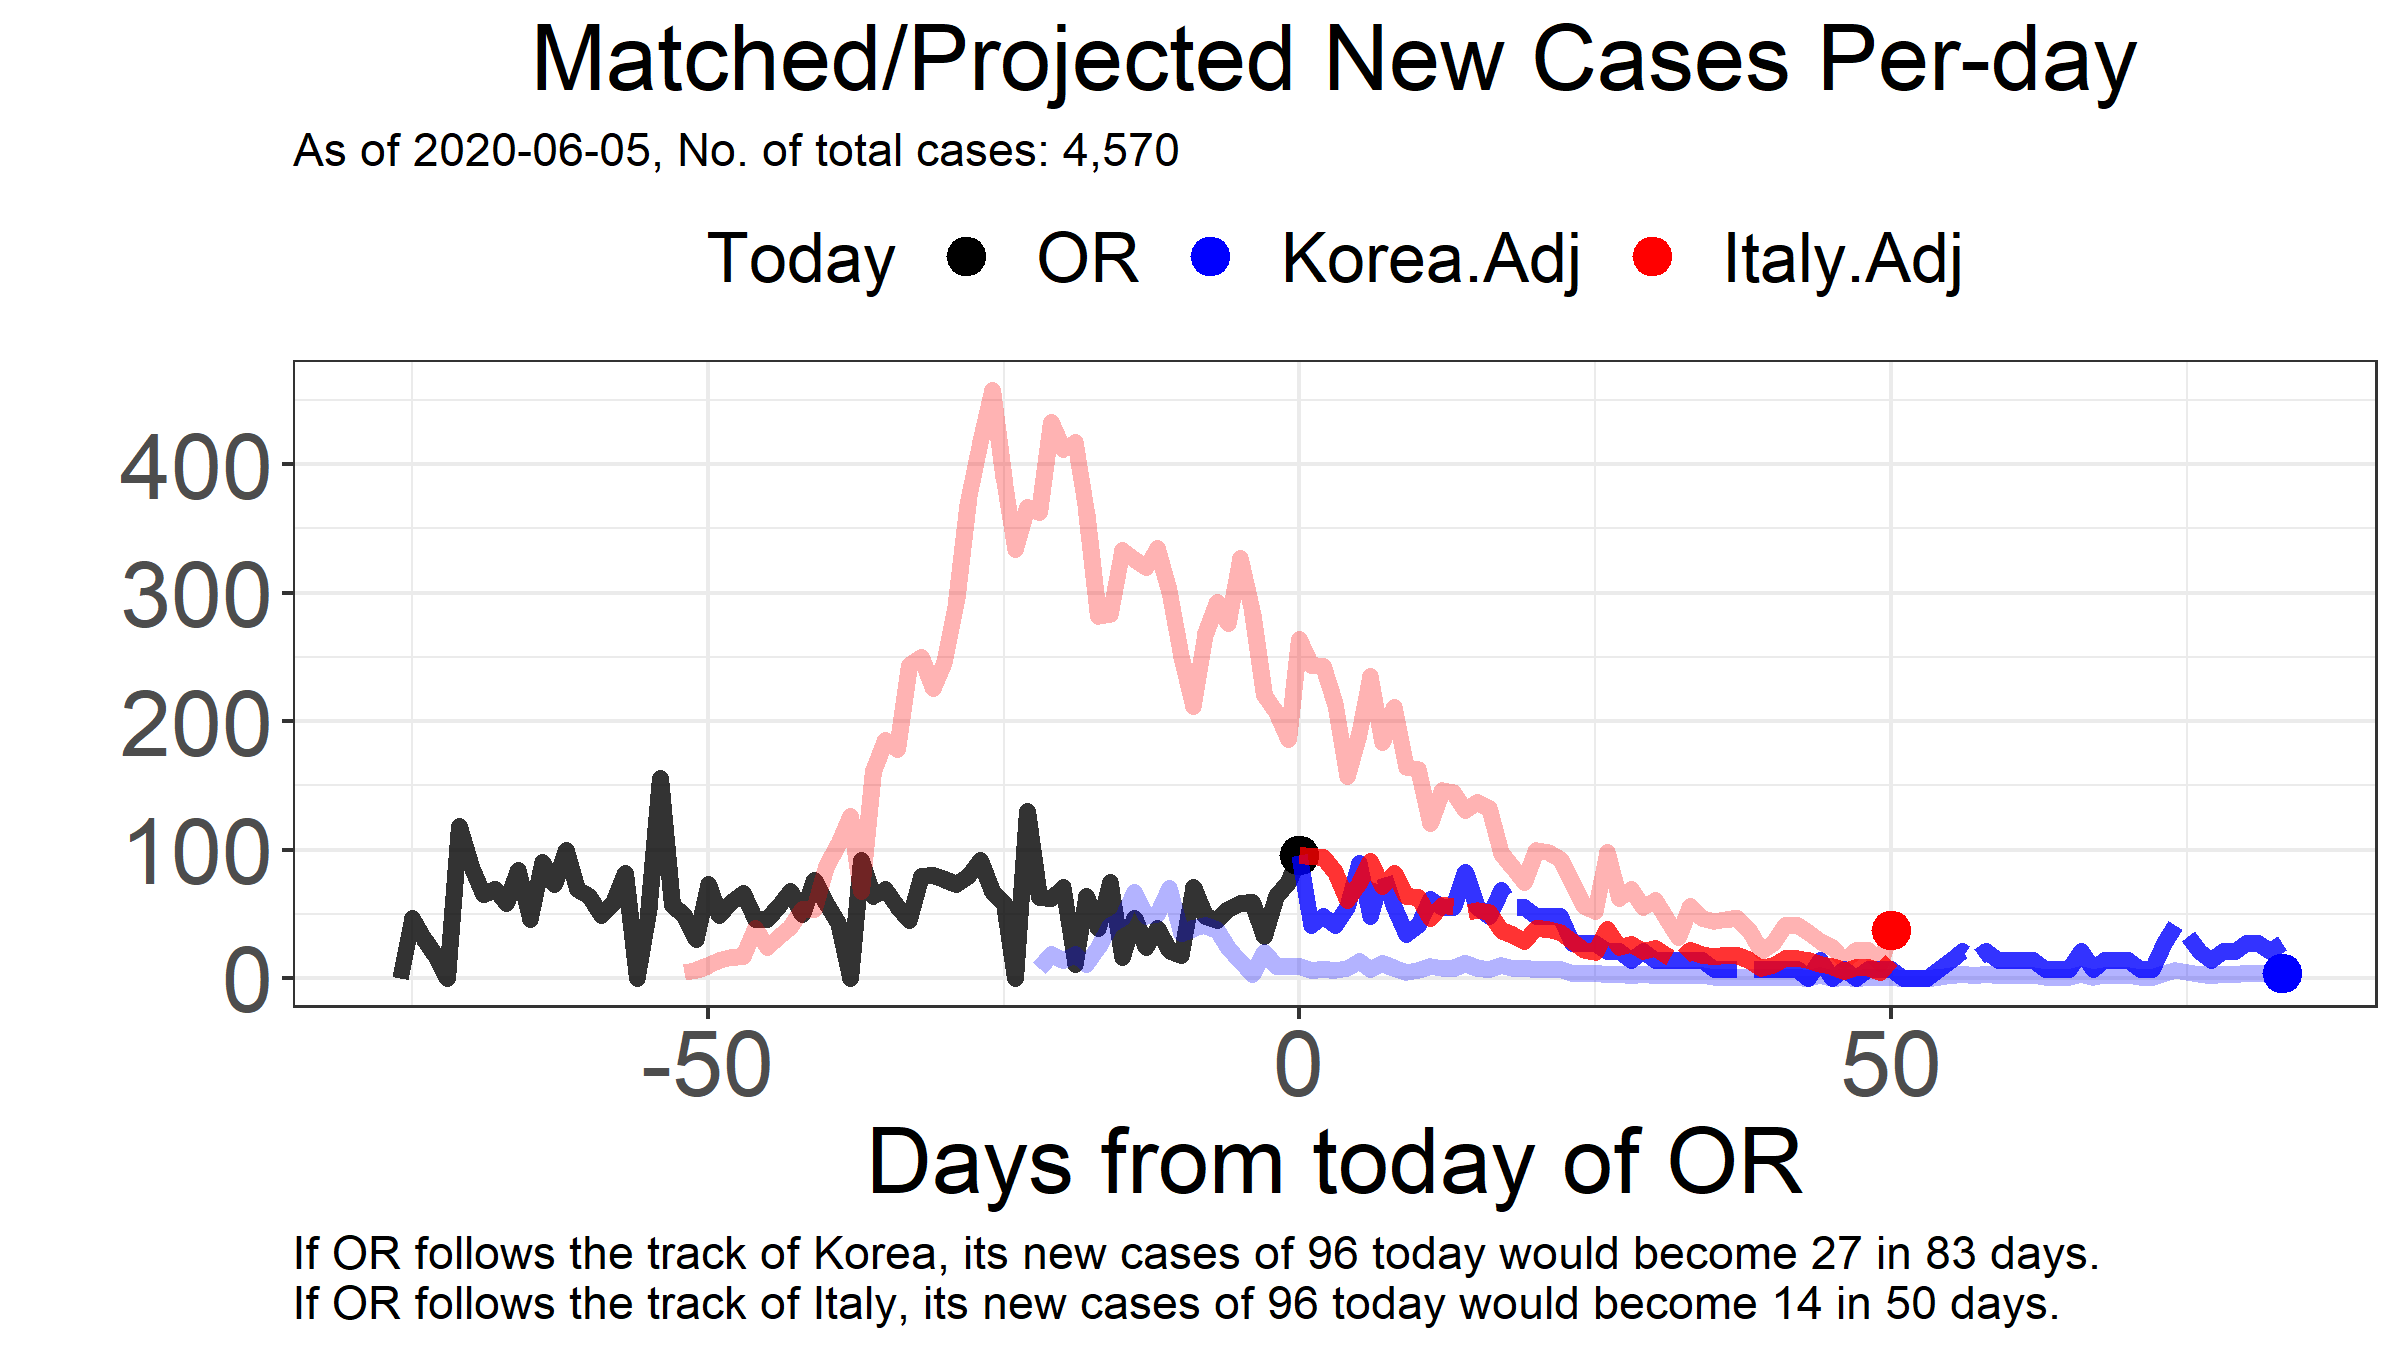 Matched/Projected New Cases Per-day
As of 2020-06-05, No. of total cases: 4,570
Today OR Korea.Adj Italy.Adj
400
300
200
100
0
-50 0 50
Days from today of OR
If OR follows the track of Korea, its new cases of 96 today would become 27 in 83 days.
If OR follows the track of Italy, its new cases of 96 today would become 14 in 50 days.